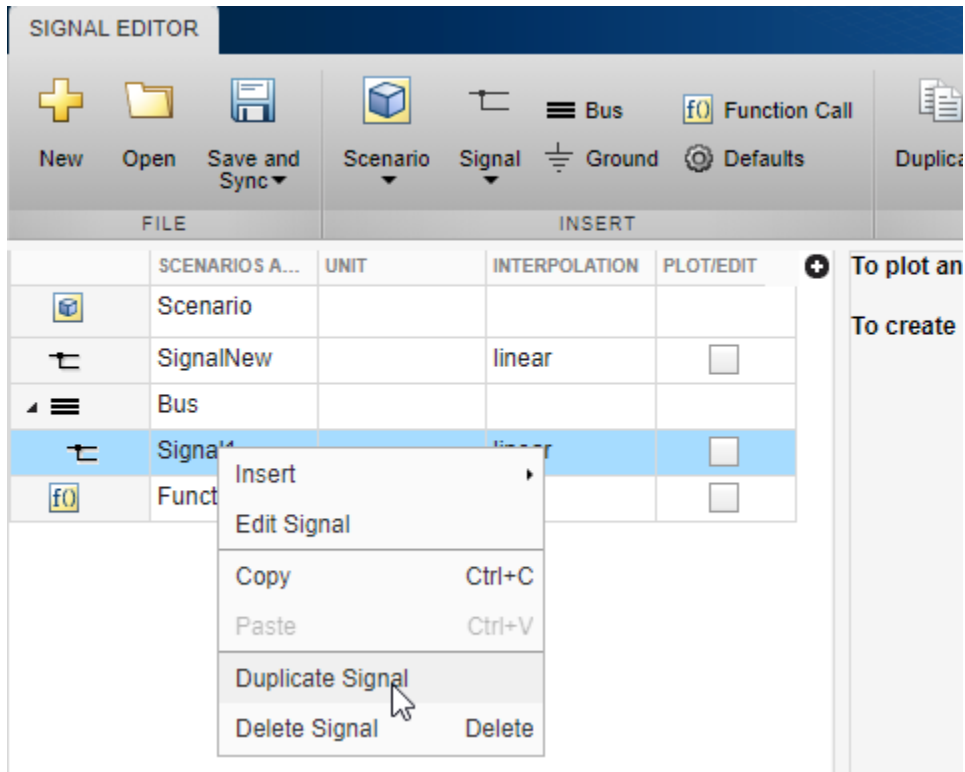 SIGNAL EDITOR
New
Open
Save and
Sync
Scenario
Signal
Bus
Ground
f()
Function Call
Defaults
FILE
INSERT
SCENARIOS A...
UNIT
INTERPOLATION
PLOT/EDIT
To plot an
Scenario
To create
SignalNew
linear
Bus
f()
Insert
Edit Signal
Copy
Ctrl+C
Paste
Ctrl+V
Duplicate Signal
Delete Signal
Delete